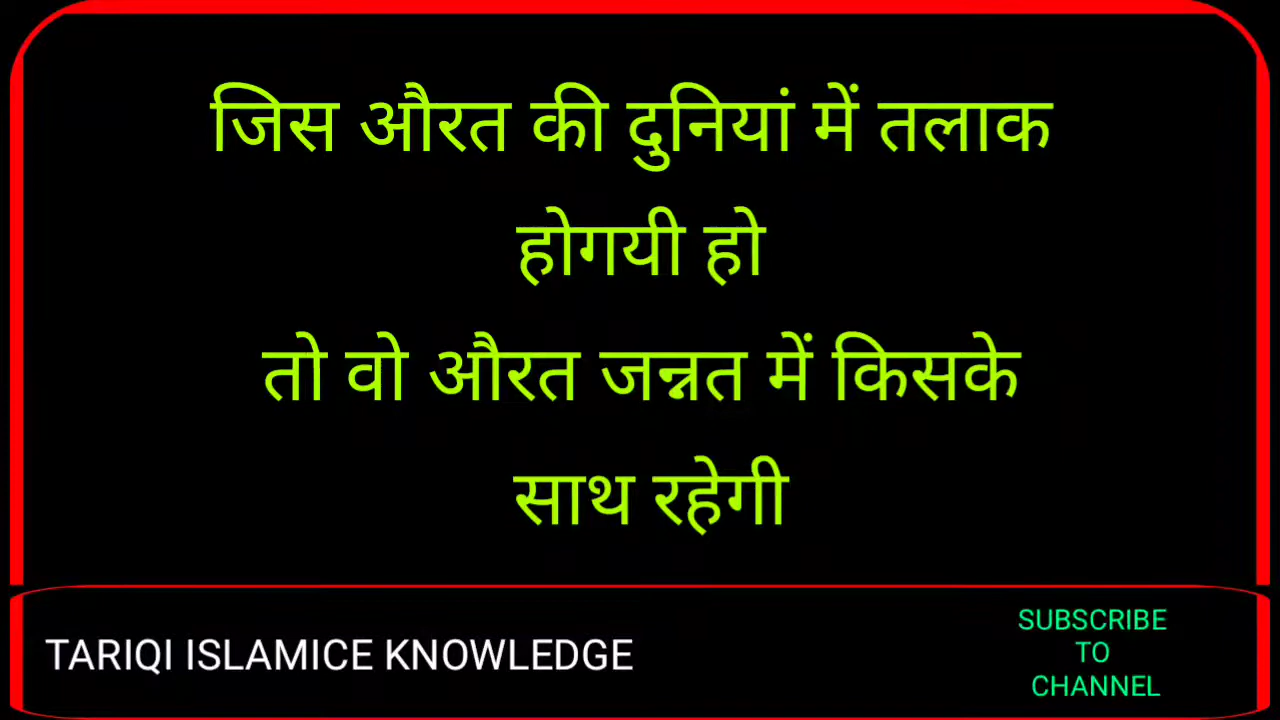 जिस औरत की दुनियां में तलाक
होगयी हो
तो वो औरत जन्नत में किसके
साथ रहेगी
TARIQI ISLAMICE KNOWLEDGE
SUBSCRIBE
TO
CHANNEL